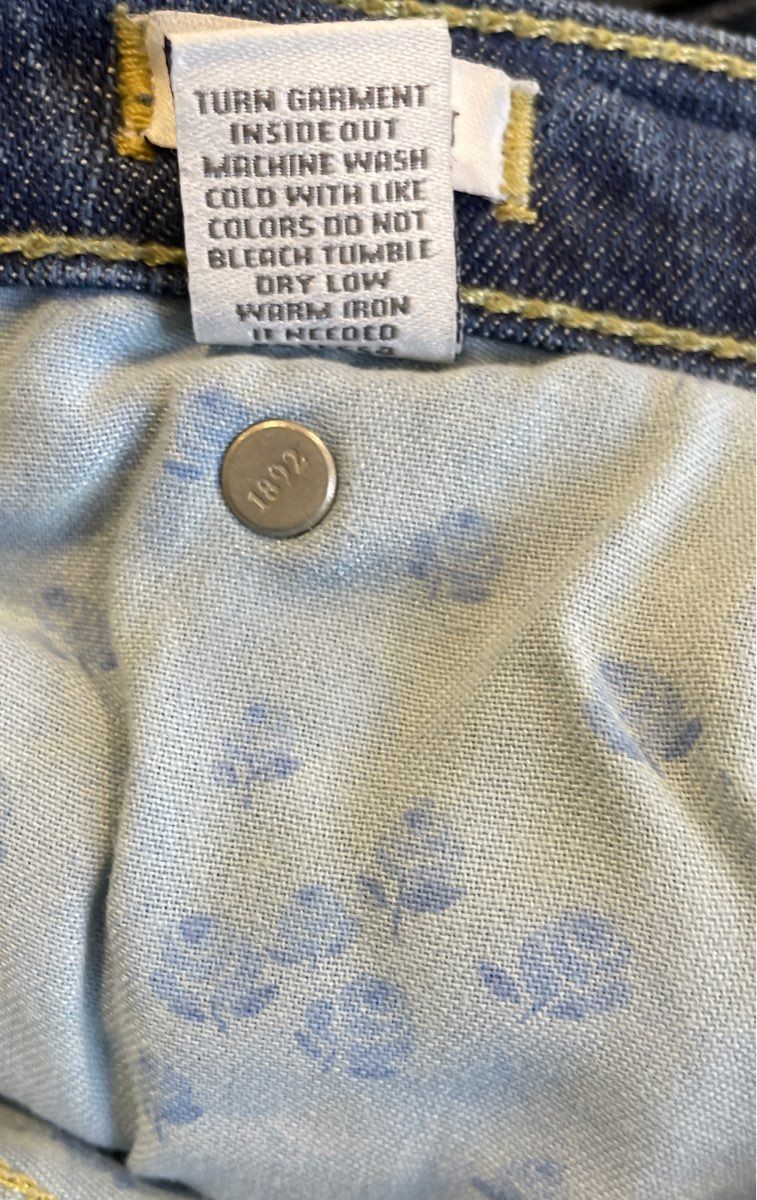 TURN GARMENT
INSIDE OUT
MACHINE WASH
COLD WITH LIKE
COLORS DO NOT
BLEACH TUMBLE
DRY LOW
WARM IRON
IF NEEDED
1892